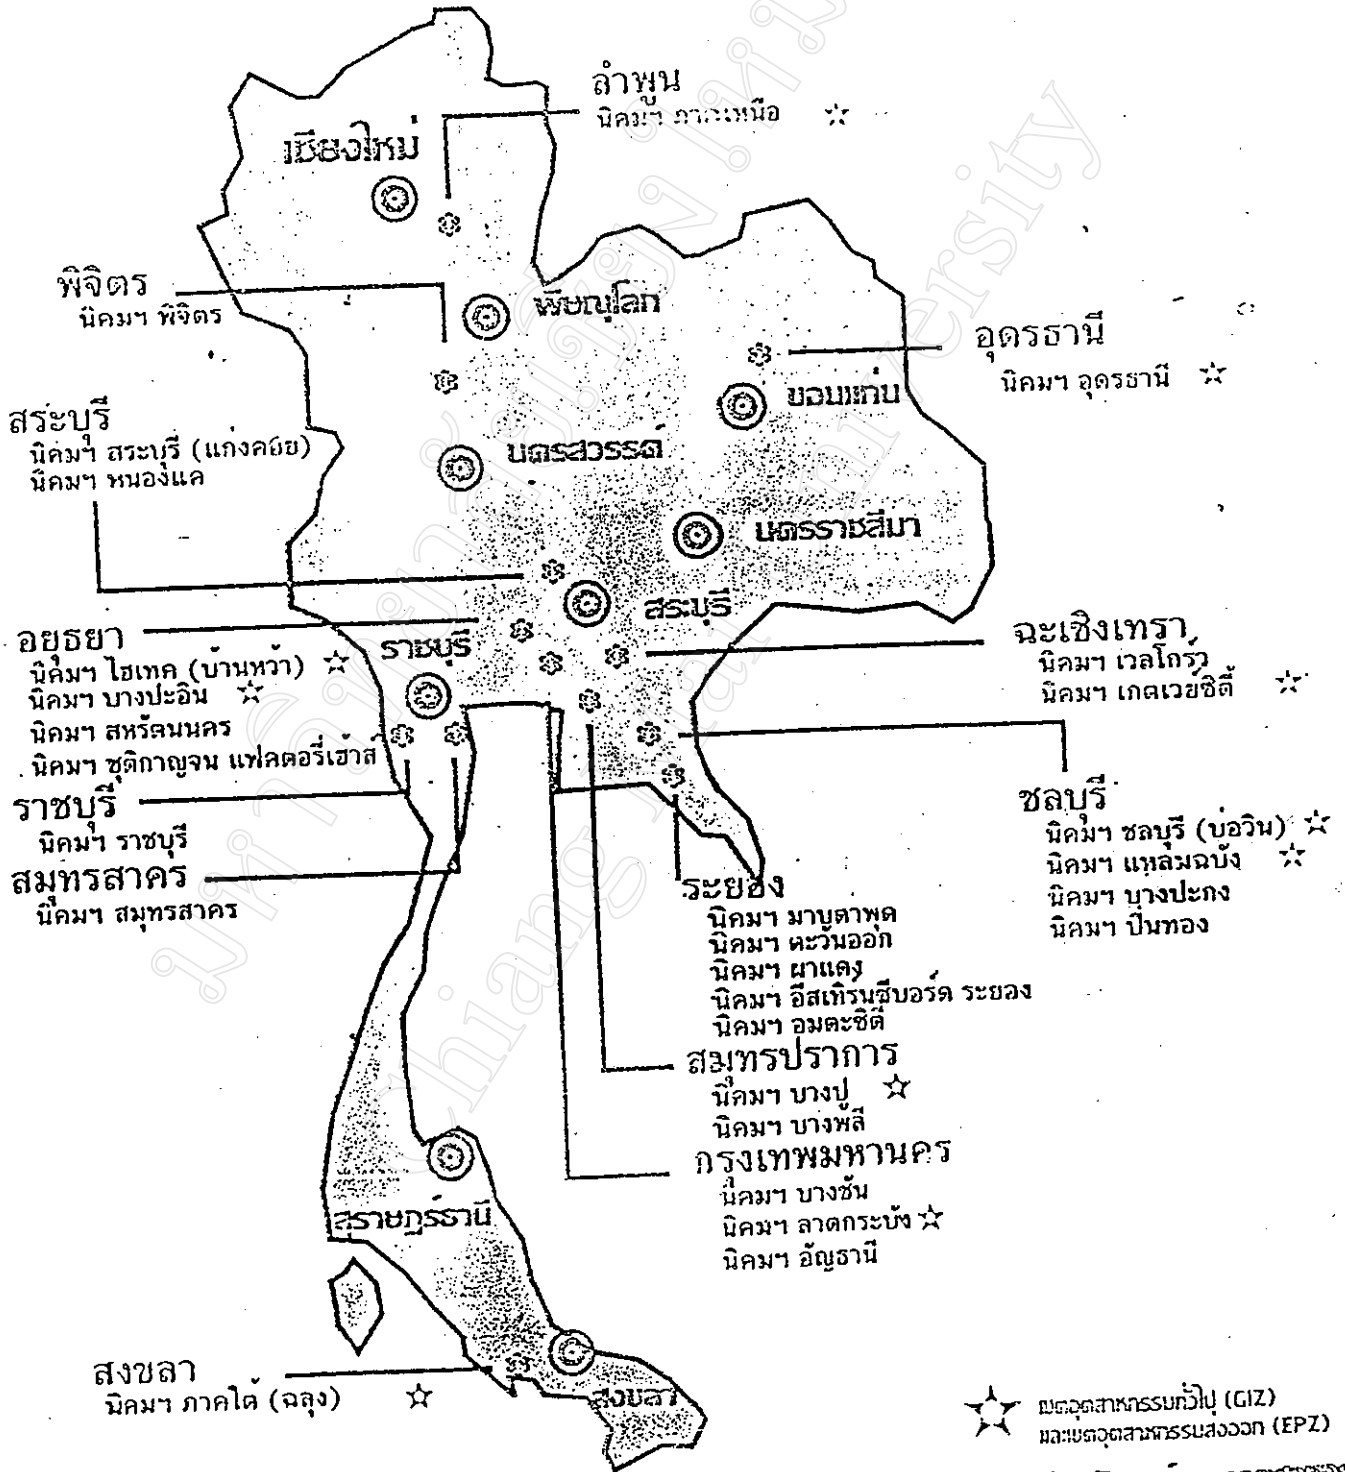 ลำพูน
นิคมฯ ภาคเหนือ ☆
เชียงใหม่
พิจิตร
นิคมฯ พิจิตร
พิษณุโลก
อุดรธานี
นิคมฯ อุดรธานี ☆
ขอนแก่น
สระบุรี
นิคมฯ สระบุรี (แก่งคอย)
นิคมฯ หนองแค
นครสวรรค์
นครราชสีมา
สระบุรี
อยุธยา
นิคมฯ ไฮเทค (บ้านหว้า) ☆
นิคมฯ บางปะอิน ☆
นิคมฯ สหรัตนนคร
นิคมฯ ชุติกาญจน แฟคตอรี่เฮ้าส์
ราชบุรี
ฉะเชิงเทรา
นิคมฯ เวลโกรว์
นิคมฯ เกตเวย์ซิตี้ ☆
ราชบุรี
นิคมฯ ราชบุรี
สมุทรสาคร
นิคมฯ สมุทรสาคร
ชลบุรี
นิคมฯ ชลบุรี (บ่อวิน) ☆
นิคมฯ แหลมฉบัง ☆
นิคมฯ บางปะกง
นิคมฯ ปิ่นทอง
ระยอง
นิคมฯ มาบตาพุด
นิคมฯ ตะวันออก
นิคมฯ ผาแดง
นิคมฯ อีสเทิร์นซีบอร์ด ระยอง
นิคมฯ อมตะซิตี้
สมุทรปราการ
นิคมฯ บางปู ☆
นิคมฯ บางพลี
กรุงเทพมหานคร
นิคมฯ บางชัน
นิคมฯ ลาดกระบัง ☆
นิคมฯ อัญธานี
สุราษฎร์ธานี
สงขลา
นิคมฯ ภาคใต้ (ฉลุง) ☆
สงขลา
เขตอุตสาหกรรมทั่วไป (GIZ)
และเขตอุตสาหกรรมส่งออก (EPZ)
Chiang Mai University